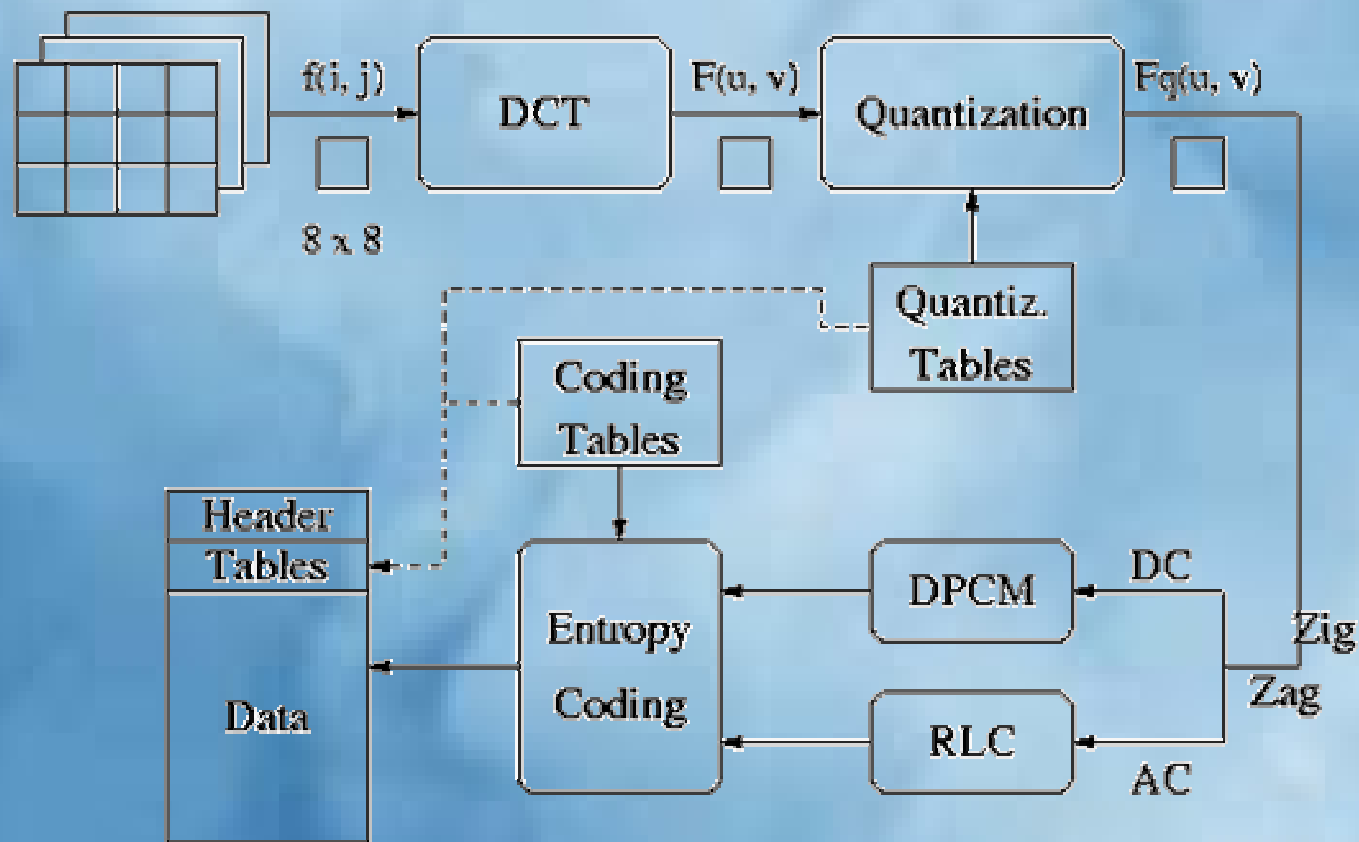 f(i, j)
DCT
F(u, v)
Quantization
Fq(u, v)
8 x 8
Quantiz.
Tables
Coding
Tables
Header
Tables
Data
Entropy
Coding
DPCM
DC
Zig
Zag
RLC
AC